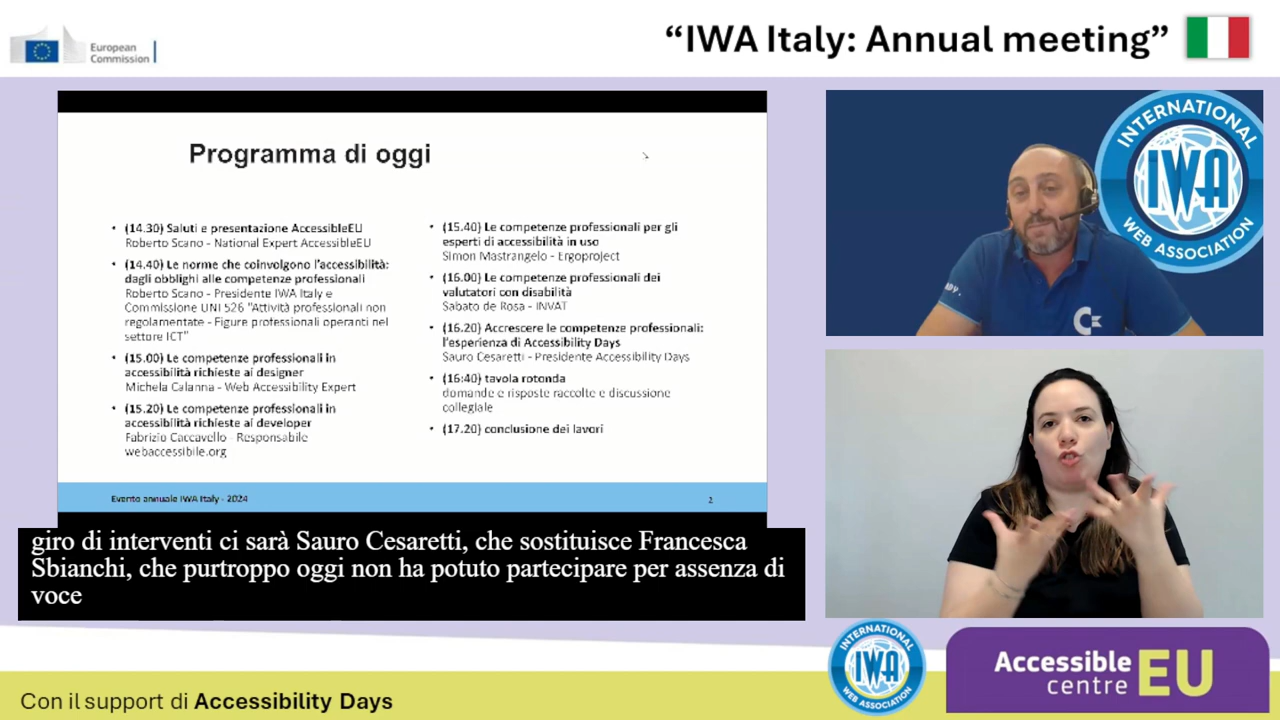 European
Commission
“IWA Italy: Annual meeting”
Programma di oggi
• (14.30) Saluti e presentazione AccessibleEU
Roberto Scano - National Expert AccessibleEU
• (14.40) Le norme che coinvolgono l’accessibilità:
dagli obblighi alle competenze professionali
Roberto Scano - Presidente IWA Italy e
Commissione UNI 526 “Attività professionali non
regolamentate - Figure professionali operanti nel
settore ICT”
• (15.00) Le competenze professionali in
accessibilità richieste ai designer
Michela Calanna - Web Accessibility Expert
• (15.20) Le competenze professionali in
accessibilità richieste ai developer
Fabrizio Caccavello - Responsabile
webaccessibile.org
• (15.40) Le competenze professionali per gli
esperti di accessibilità in uso
Simon Mastrangelo - Ergoproject
• (16.00) Le competenze professionali dei
valutatori con disabilità
Sabato de Rosa - INVAT
• (16.20) Accrescere le competenze professionali:
l’esperienza di Accessibility Days
Sauro Cesaretti - Presidente Accessibility Days
• (16:40) tavola rotonda
domande e risposte raccolte e discussione
collegiale
• (17.20) conclusione dei lavori
Evento annuale IWA Italy - 2024
2
INTERNATIONAL
IWA
WEB ASSOCIATION
giro di interventi ci sarà Sauro Cesaretti, che sostituisce Francesca
Sbianchi, che purtroppo oggi non ha potuto partecipare per assenza di
voce
INTERNATIONAL
IWA
WEB ASSOCIATION
Accessible
centre
EU
Con il support di Accessibility Days